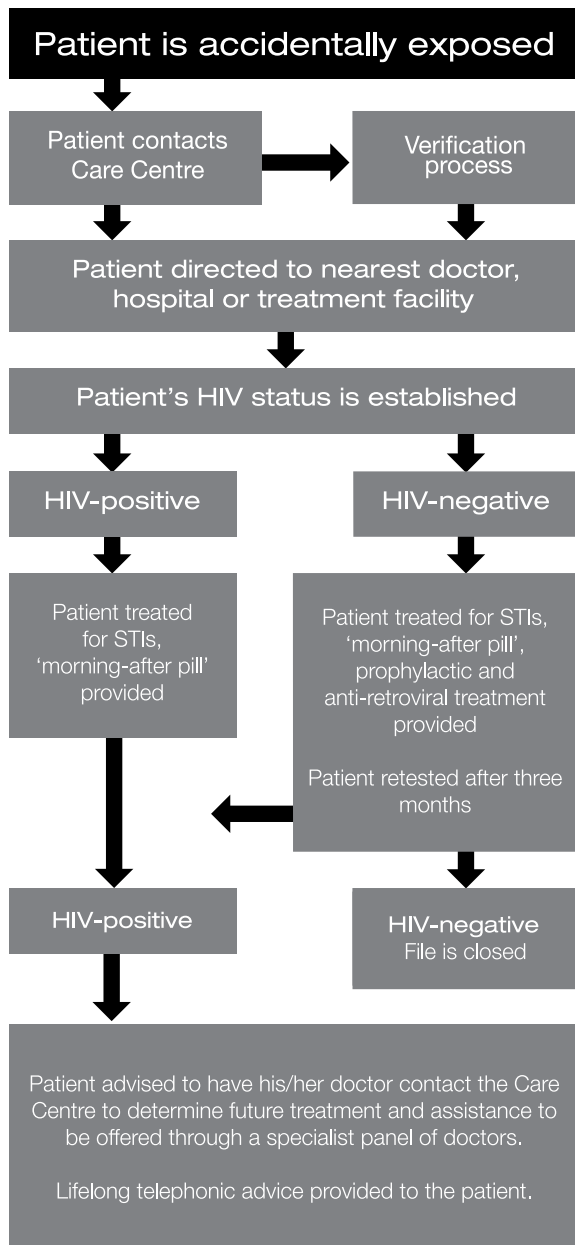 Patient is accidentally exposed
Patient contacts
Care Centre
Verification
process
Patient directed to nearest doctor,
hospital or treatment facility
Patient’s HIV status is established
HIV-positive
HIV-negative
Patient treated
for STIs,
‘morning-after pill’
provided
Patient treated for STIs,
‘morning-after pill’,
prophylactic and
anti-retroviral treatment
provided
Patient retested after three
months
HIV-positive
HIV-negative
File is closed
Patient advised to have his/her doctor contact the Care
Centre to determine future treatment and assistance to
be offered through a specialist panel of doctors.
Lifelong telephonic advice provided to the patient.